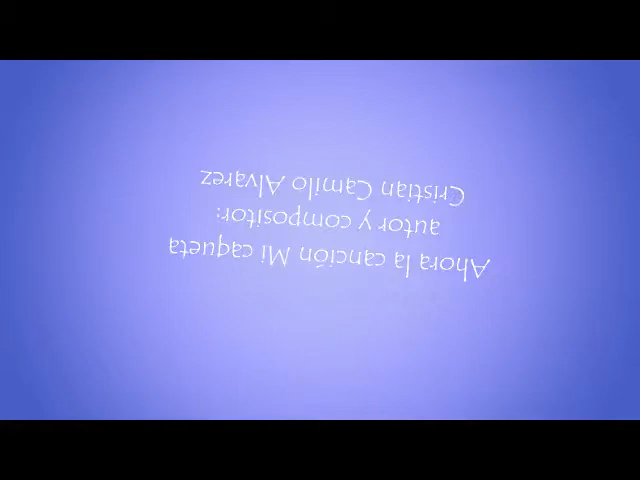 Ahora la canción Mi caqueta
autor y compositor:
Cristian Camilo Alvarez